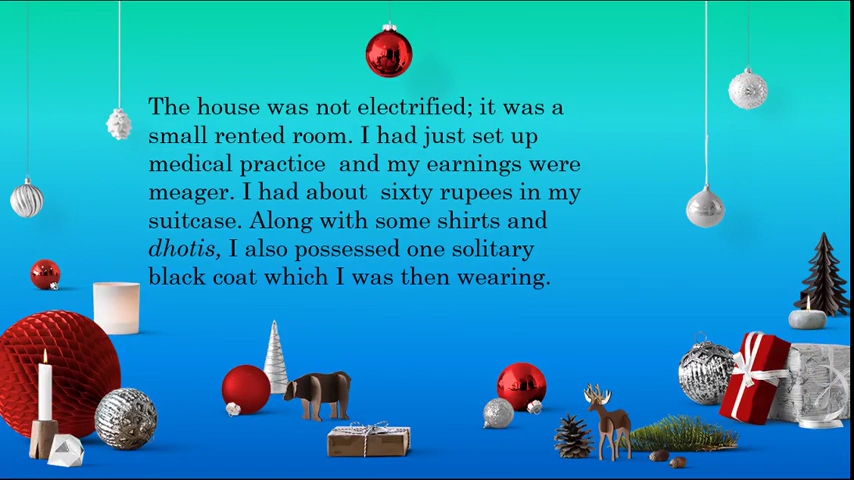 The house was not electrified; it was a
small rented room. I had just set up
medical practice  and my earnings were
meager. I had about  sixty rupees in my
suitcase. Along with some shirts and
dhotis, I also possessed one solitary
black coat which I was then wearing.